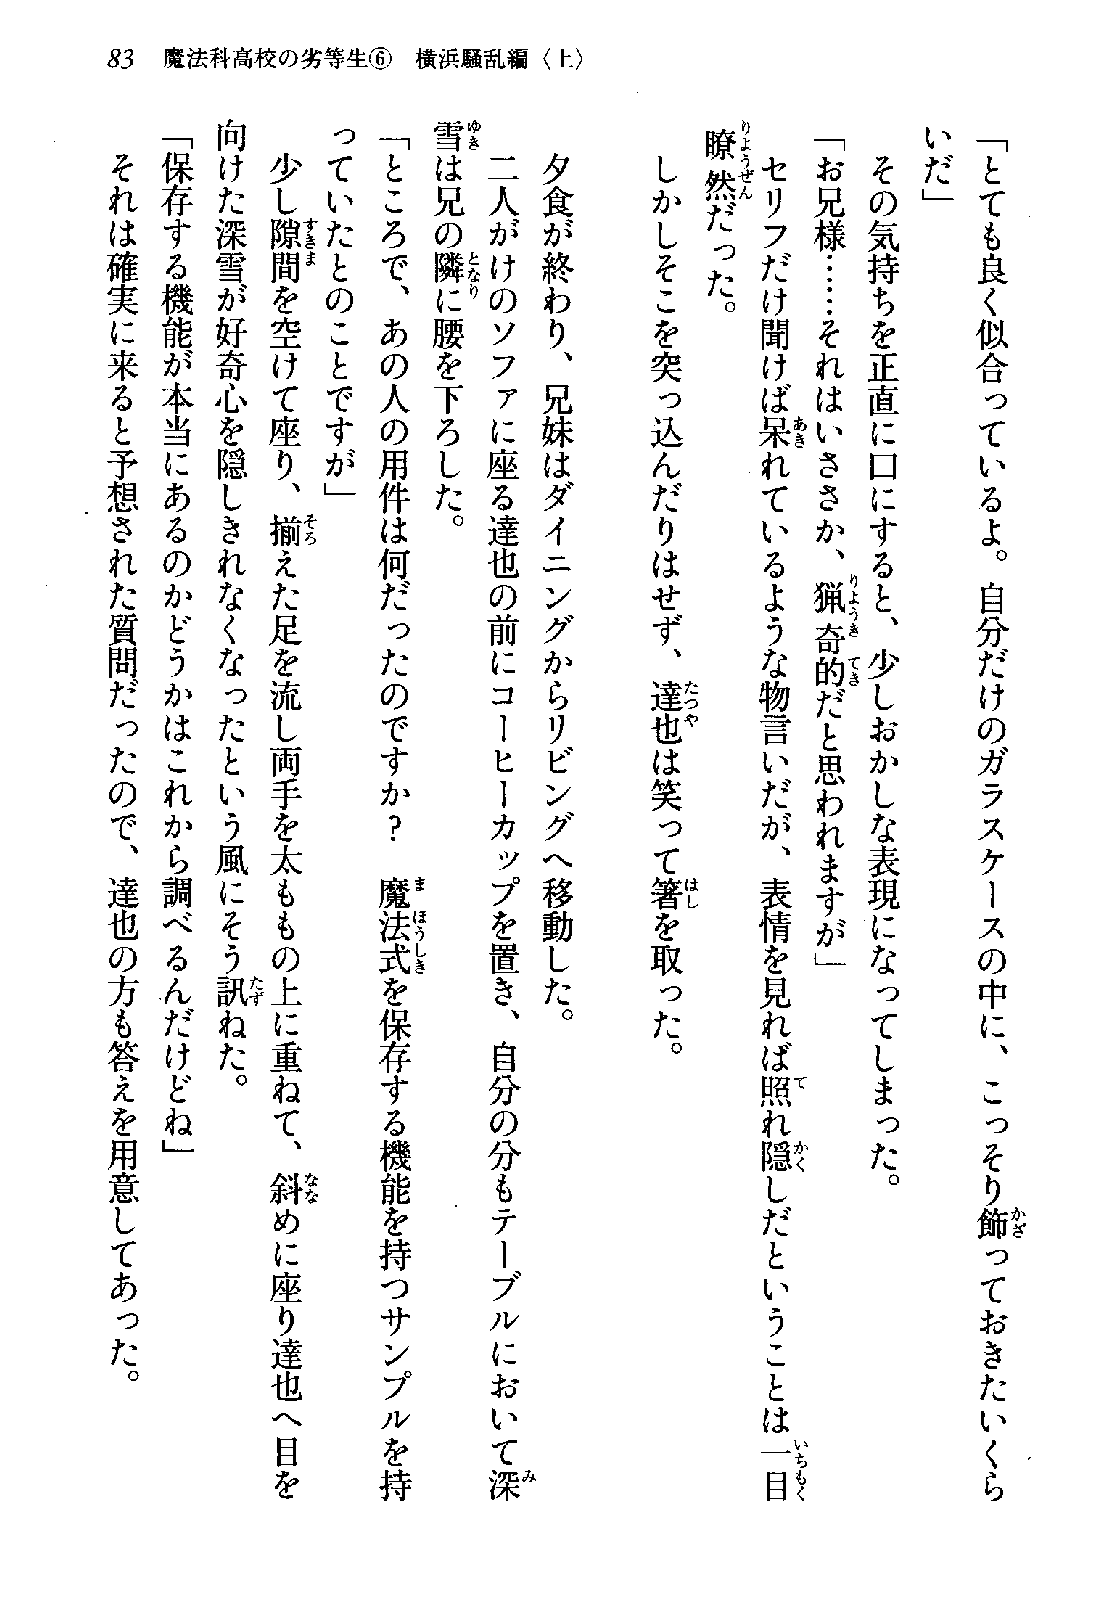 83　魔法科高校の劣等生⑥　横浜騒乱編〈上〉
「とても良く似合っているよ。自分だけのガラスケースの中に、こっそり飾っておきたいくら
いだ」
　その気持ちを正直に口にすると、少しおかしな表現になってしまった。
「お兄様……それはいささか、猟奇的だと思われますが」
　セリフだけ聞けば呆れているような物言いだが、表情を見れば照れ隠しだということは一目
瞭然だった。
　しかしそこを突っ込んだりはせず、達也は笑って箸を取った。
　夕食が終わり、兄妹はダイニングからリビングへ移動した。
　二人がけのソファに座る達也の前にコーヒーカップを置き、自分の分もテーブルにおいて深
雪は兄の隣に腰を下ろした。
「ところで、あの人の用件は何だったのですか？　魔法式を保存する機能を持つサンプルを持
っていたとのことですが」
　少し隙間を空けて座り、揃えた足を流し両手を太ももの上に重ねて、斜めに座り達也へ目を
向けた深雪が好奇心を隠しきれなくなったという風にそう訊ねた。
「保存する機能が本当にあるのかどうかはこれから調べるんだけどね」
　それは確実に来ると予想された質問だったので、達也の方も答えを用意してあった。